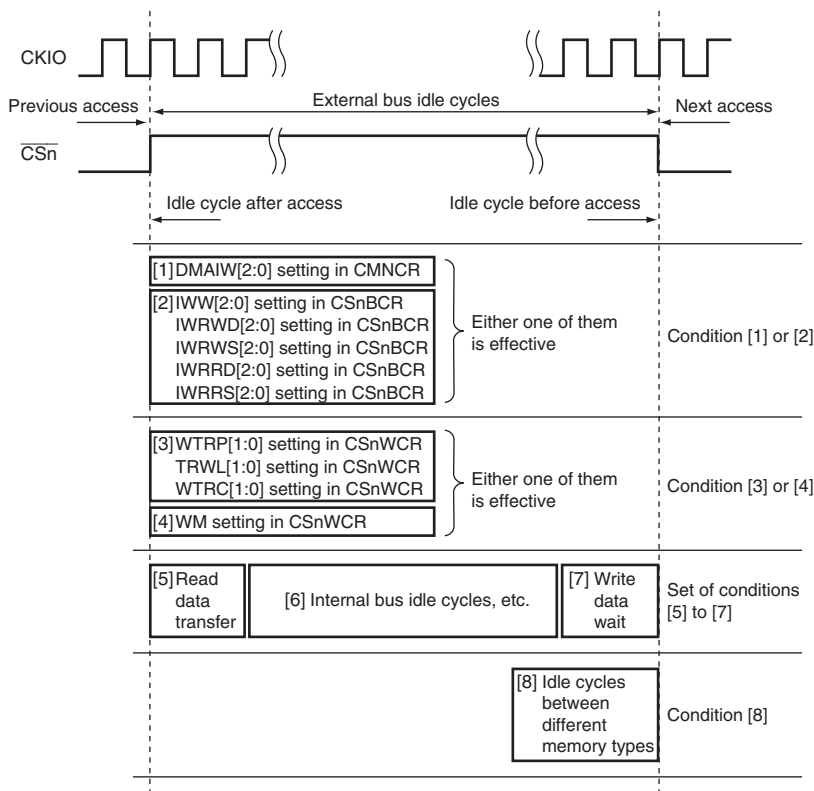 CKIO
Previous access
External bus idle cycles
Next access
CSn
Idle cycle after access
Idle cycle before access
[1]DMAIW[2:0] setting in CMNCR
[2]IWW[2:0] setting in CSnBCR
IWRWD[2:0] setting in CSnBCR
IWRWS[2:0] setting in CSnBCR
IWRRD[2:0] setting in CSnBCR
IWRRS[2:0] setting in CSnBCR
Either one of them
is effective
Condition [1] or [2]
[3]WTRP[1:0] setting in CSnWCR
TRWL[1:0] setting in CSnWCR
WTRC[1:0] setting in CSnWCR
[4]WM setting in CSnWCR
Either one of them
is effective
Condition [3] or [4]
[5]Read
data
transfer
[6] Internal bus idle cycles, etc.
[7] Write
data
wait
Set of conditions
[5] to [7]
[8] Idle cycles
between
different
memory types
Condition [8]